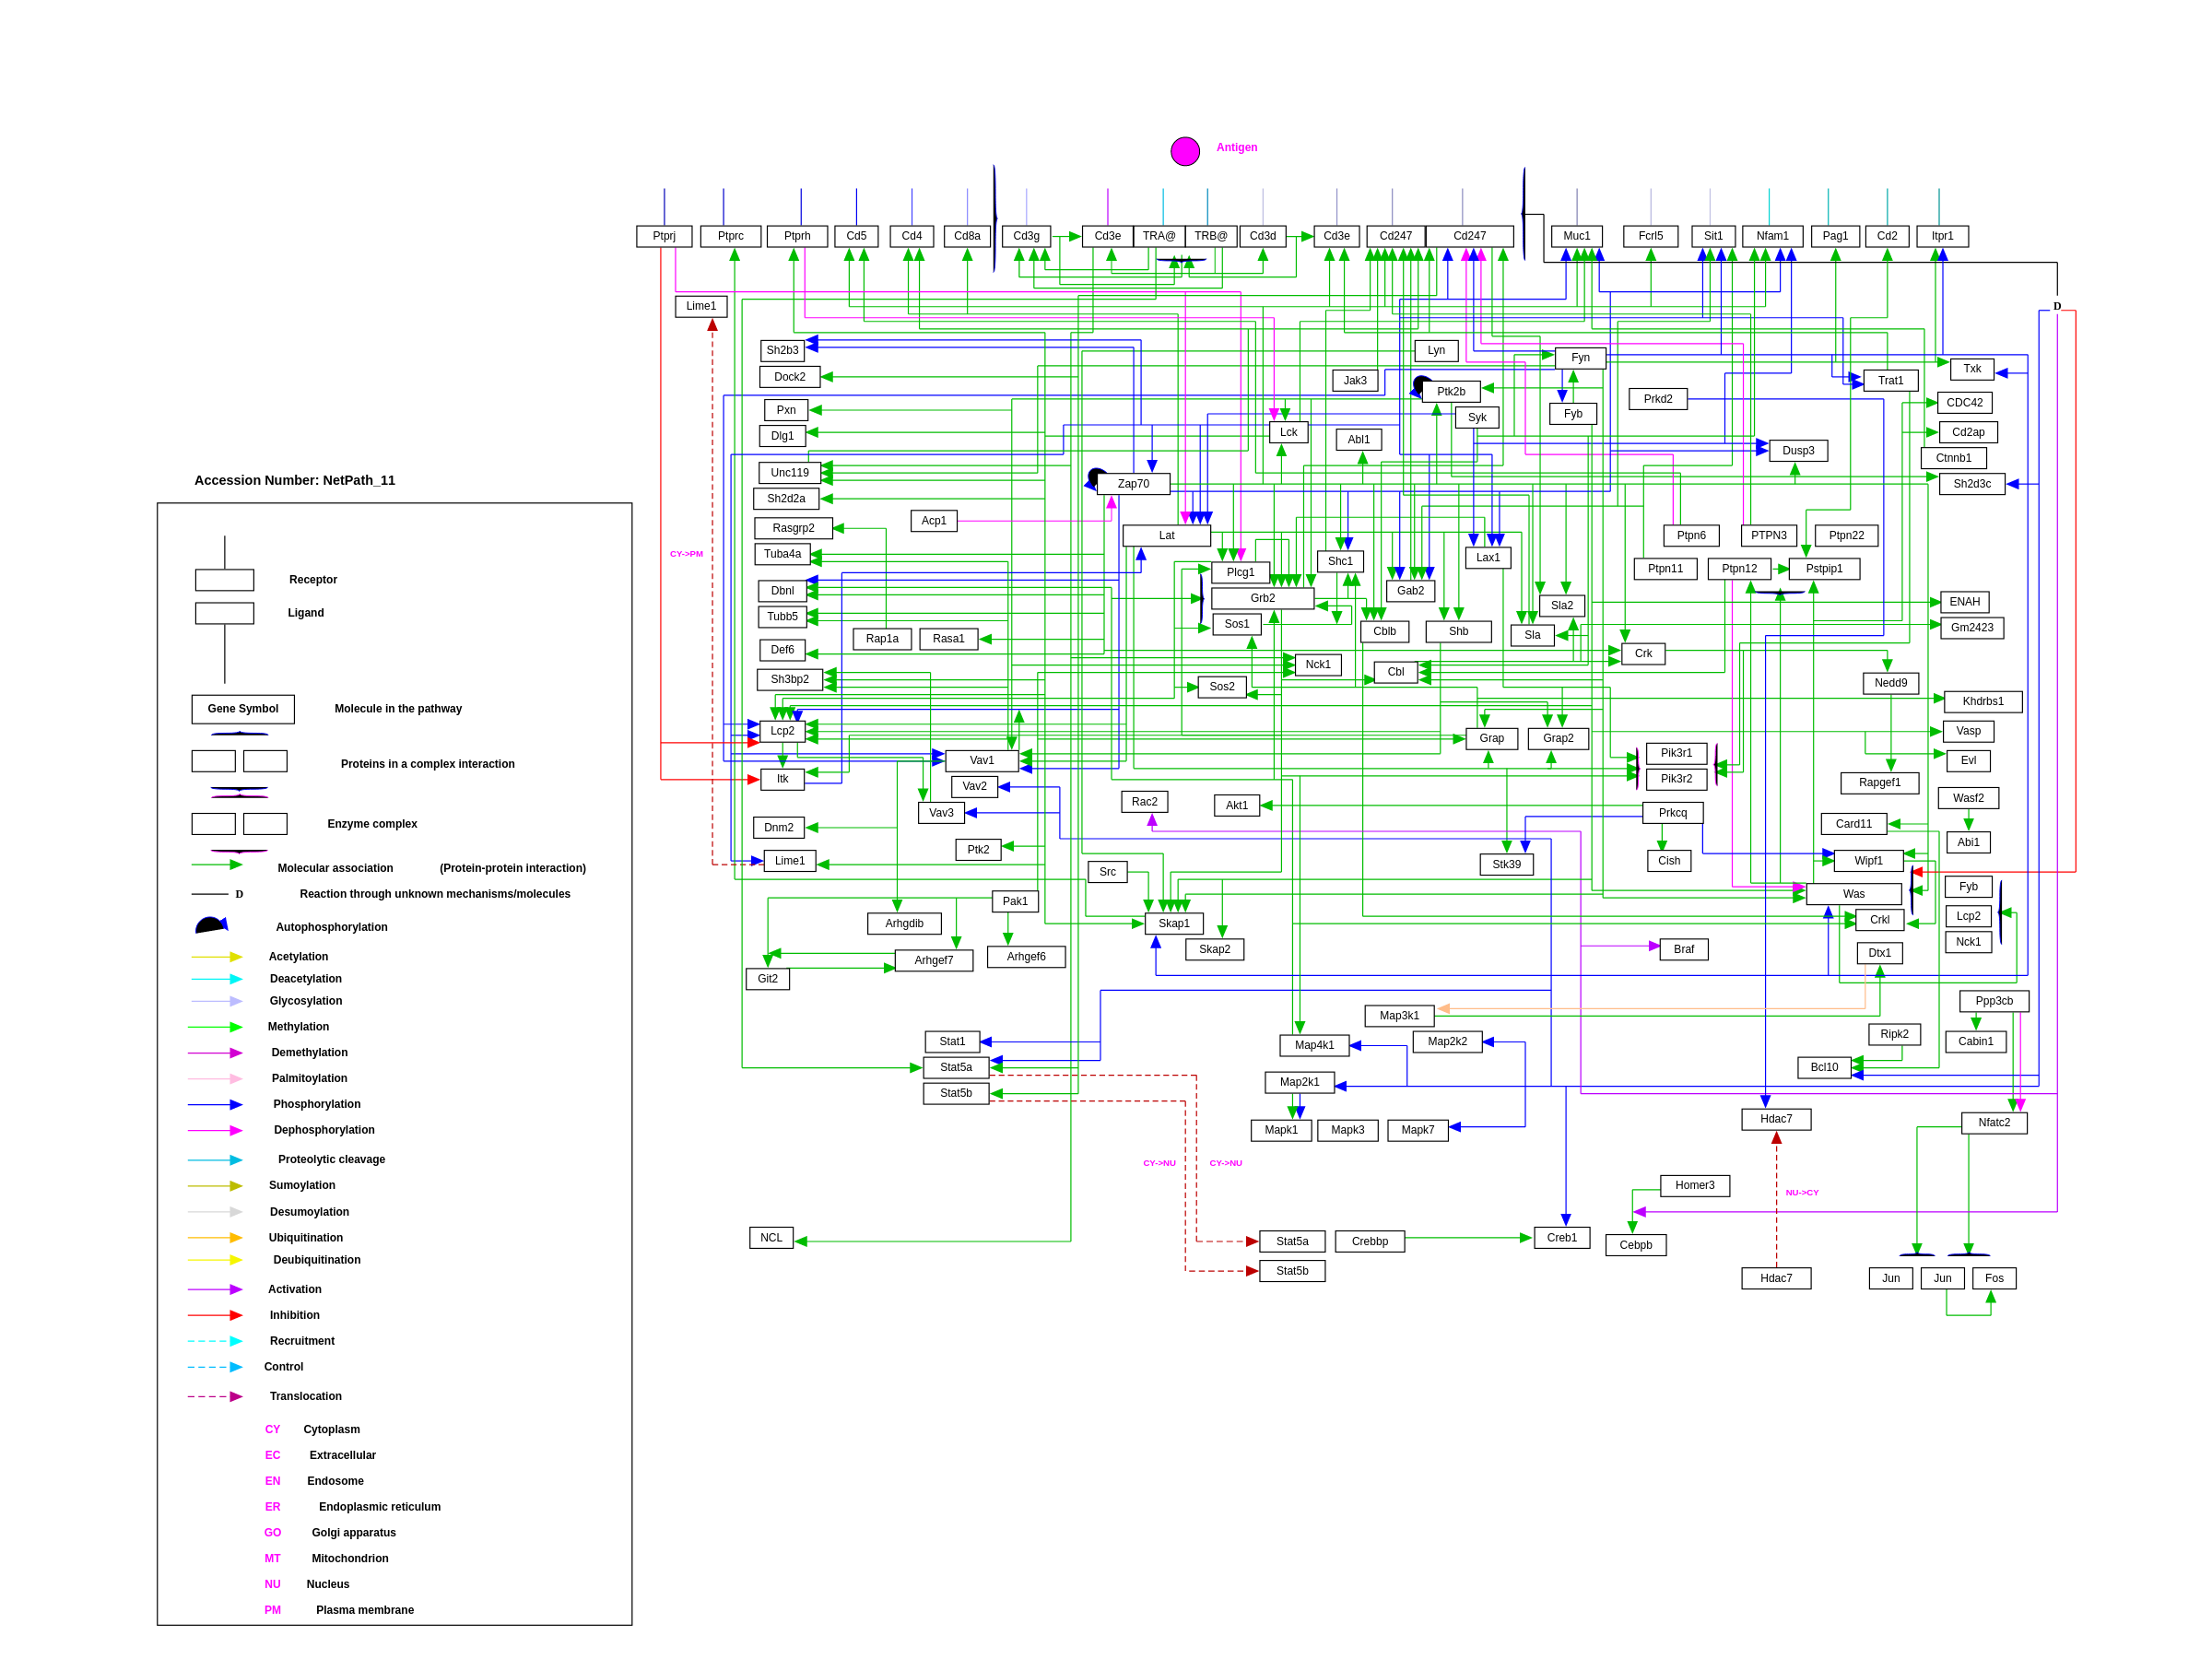 Antigen
Ptprj Ptprc Ptprh Cd5 Cd4 Cd8a Cd3g Cd3e TRA@ TRB@ Cd3d Cd3e Cd247 Cd247 Muc1 Fcrl5 Sit1 Nfam1 Pag1 Cd2 Itpr1
Lime1
D
Sh2b3
Lyn
Fyn
Txk
Dock2
Jak3
Ptk2b
Trat1
Pxn
Syk
Fyb
Prkd2
CDC42
Dlg1
Lck
Abl1
Dusp3
Cd2ap
Ctnnb1
Unc119
Zap70
Sh2d3c
Accession Number: NetPath_11
Sh2d2a
Rasgrp2
Acp1
Lat
Ptpn6
PTPN3
Ptpn22
CY->PM
Tuba4a
Shc1
Lax1
Plcg1
Ptpn11
Ptpn12
Pstpip1
Receptor
Dbnl
Grb2
Gab2
Sla2
ENAH
Ligand
Tubb5
Sos1
Cblb
Shb
Sla
Gm2423
Rap1a
Rasa1
Def6
Nck1
Cbl
Crk
Sh3bp2
Sos2
Nedd9
Khdrbs1
Gene Symbol
Molecule in the pathway
Lcp2
Grap
Grap2
Vasp
Pik3r1
Vav1
Evl
Proteins in a complex interaction
Itk
Vav2
Pik3r2
Rapgef1
Rac2
Akt1
Prkcq
Wasf2
Vav3
Enzyme complex
Dnm2
Card11
Abi1
Ptk2
Lime1
Stk39
Cish
Wipf1
Molecular association
(Protein-protein interaction)
Src
Fyb
D
Reaction through unknown mechanisms/molecules
Pak1
Was
Arhgdib
Skap1
Crkl
Lcp2
Autophosphorylation
Skap2
Braf
Nck1
Dtx1
Acetylation
Arhgef7
Arhgef6
Deacetylation
Git2
Glycosylation
Map3k1
Ppp3cb
Methylation
Stat1
Map4k1
Map2k2
Ripk2
Cabin1
Demethylation
Stat5a
Bcl10
Palmitoylation
Stat5b
Map2k1
Phosphorylation
Hdac7
Nfatc2
Dephosphorylation
Mapk1
Mapk3
Mapk7
Proteolytic cleavage
CY->NU
CY->NU
Sumoylation
Homer3
NU->CY
Desumoylation
Ubiquitination
NCL
Stat5a
Crebbp
Creb1
Cebpb
Deubiquitination
Stat5b
Hdac7
Jun
Jun
Fos
Activation
Inhibition
Recruitment
Control
Translocation
CY Cytoplasm
EC Extracellular
EN Endosome
ER Endoplasmic reticulum
GO Golgi apparatus
MT Mitochondrion
NU Nucleus
PM Plasma membrane